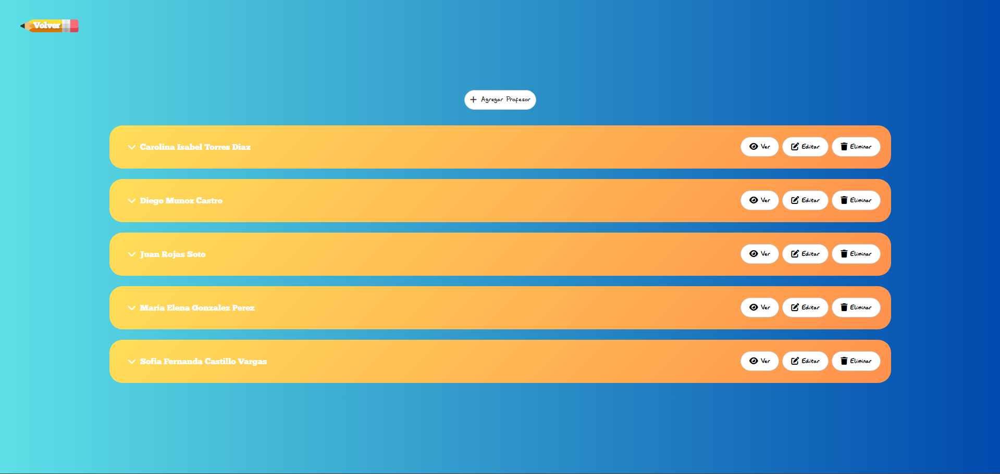 Volver
Agregar Profesor
Carolina Isabel Torres Diaz Ver Editar Eliminar
Diego Munoz Castro Ver Editar Eliminar
Juan Rojas Soto Ver Editar Eliminar
Maria Elena Gonzalez Perez Ver Editar Eliminar
Sofia Fernanda Castillo Vargas Ver Editar Eliminar